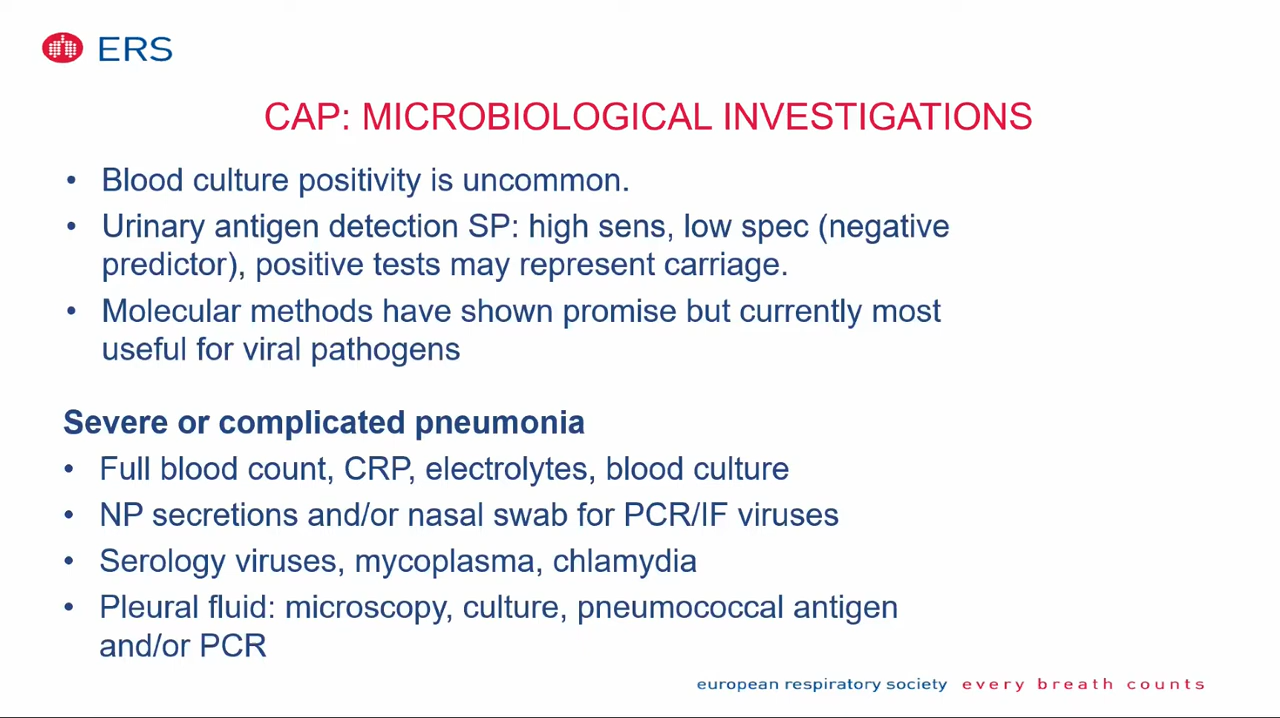 ERS
CAP: MICROBIOLOGICAL INVESTIGATIONS
• Blood culture positivity is uncommon.
• Urinary antigen detection SP: high sens, low spec (negative
predictor), positive tests may represent carriage.
• Molecular methods have shown promise but currently most
useful for viral pathogens
Severe or complicated pneumonia
• Full blood count, CRP, electrolytes, blood culture
• NP secretions and/or nasal swab for PCR/IF viruses
• Serology viruses, mycoplasma, chlamydia
• Pleural fluid: microscopy, culture, pneumococcal antigen
and/or PCR
european respiratory society every breath counts